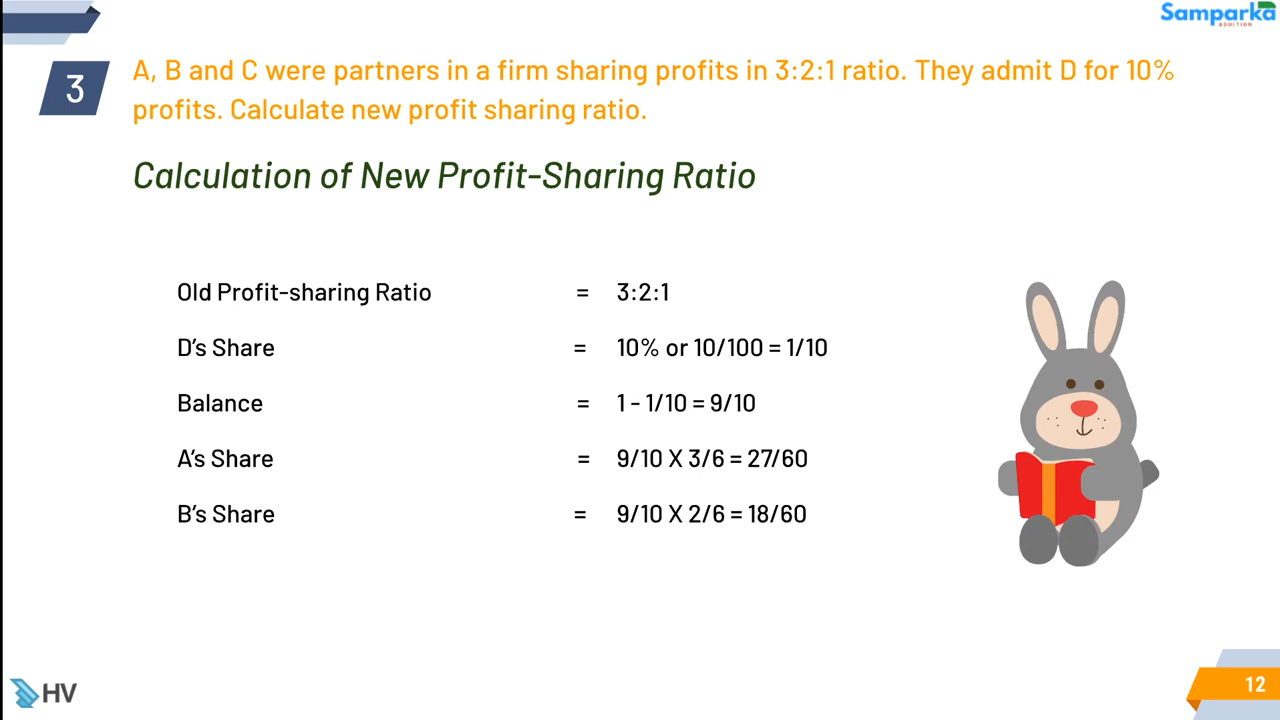 Samparka
ADDITION
3
A, B and C were partners in a firm sharing profits in 3:2:1 ratio. They admit D for 10%
profits. Calculate new profit sharing ratio.
Calculation of New Profit-Sharing Ratio
Old Profit-sharing Ratio = 3:2:1
D's Share = 10% or 10/100 = 1/10
Balance = 1 - 1/10 = 9/10
A's Share = 9/10 X 3/6 = 27/60
B's Share = 9/10 X 2/6 = 18/60
HV
12